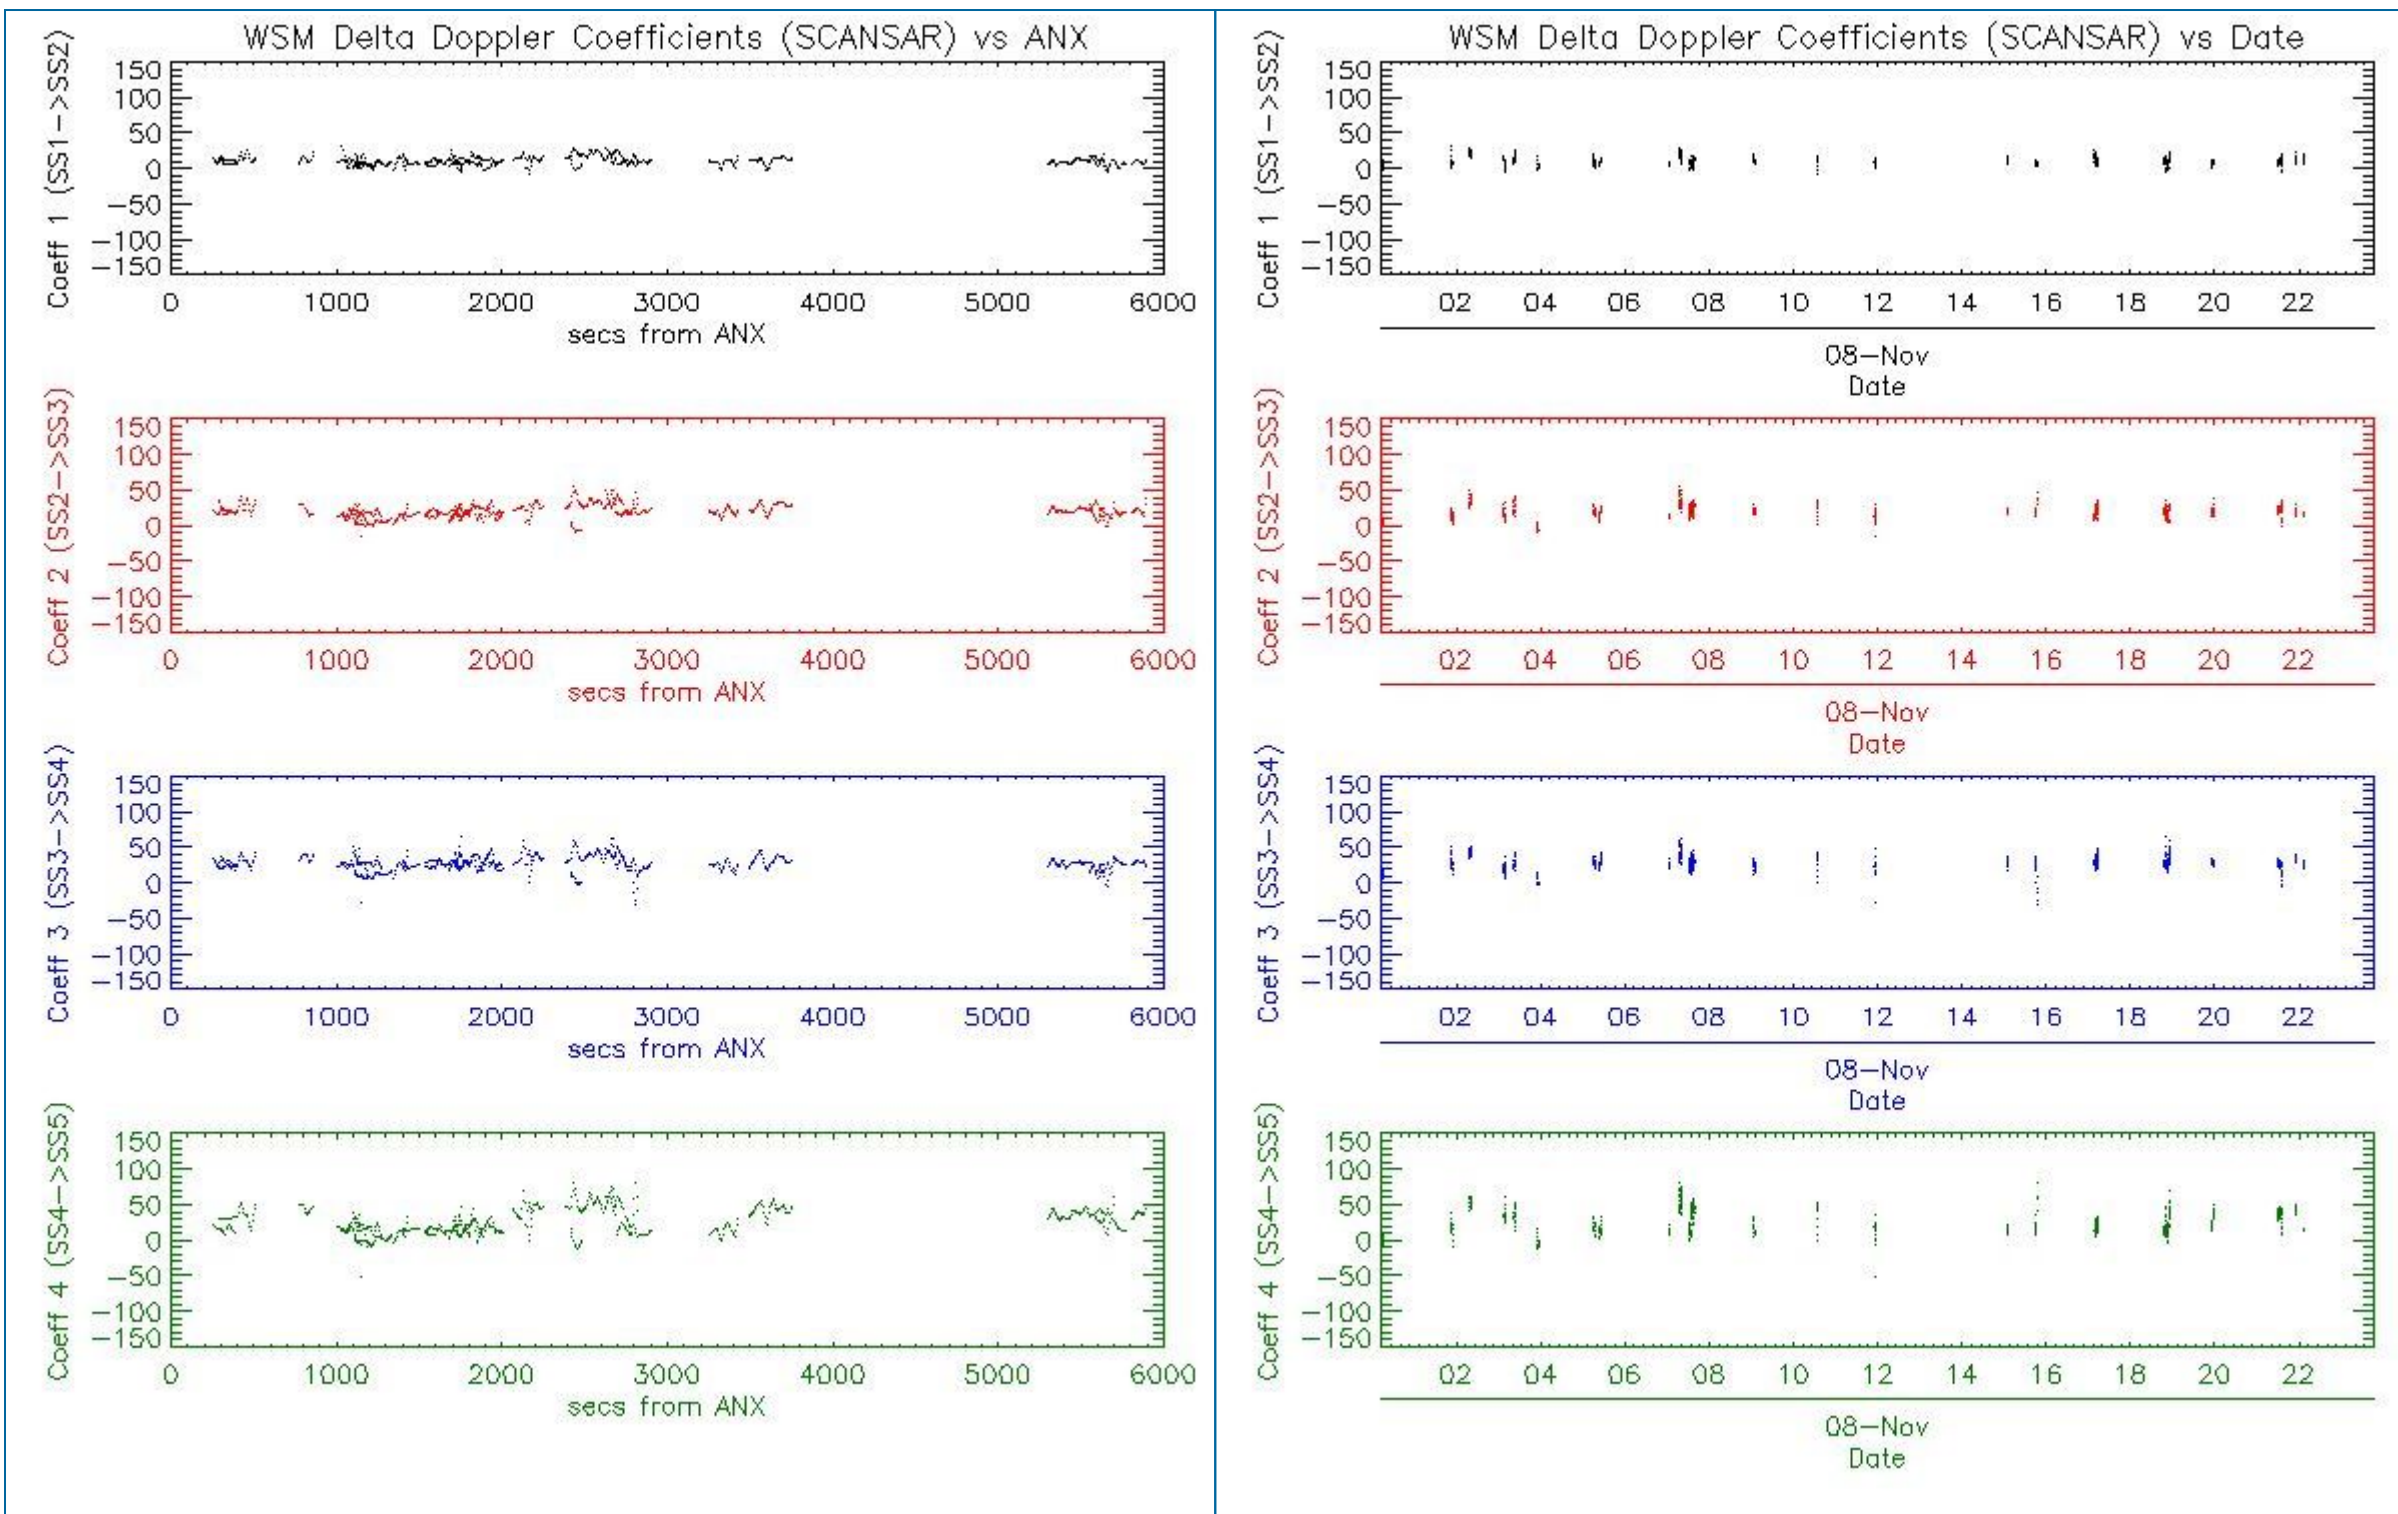 WSM Delta Doppler Coefficients (SCANSAR) vs ANX
Coeff 1 (SS1->SS2)
150
100
50
0
-50
-100
-150
0 1000 2000 3000 4000 5000 6000
secs from ANX
Coeff 2 (SS2->SS3)
150
100
50
0
-50
-100
-150
0 1000 2000 3000 4000 5000 6000
secs from ANX
Coeff 3 (SS3->SS4)
150
100
50
0
-50
-100
-150
0 1000 2000 3000 4000 5000 6000
secs from ANX
Coeff 4 (SS4->SS5)
150
100
50
0
-50
-100
-150
0 1000 2000 3000 4000 5000 6000
secs from ANX
WSM Delta Doppler Coefficients (SCANSAR) vs Date
Coeff 1 (SS1->SS2)
150
100
50
0
-50
-100
-150
02 04 06 08 10 12 14 16 18 20 22
08-Nov
Date
Coeff 2 (SS2->SS3)
150
100
50
0
-50
-100
-150
02 04 06 08 10 12 14 16 18 20 22
08-Nov
Date
Coeff 3 (SS3->SS4)
150
100
50
0
-50
-100
-150
02 04 06 08 10 12 14 16 18 20 22
08-Nov
Date
Coeff 4 (SS4->SS5)
150
100
50
0
-50
-100
-150
02 04 06 08 10 12 14 16 18 20 22
08-Nov
Date